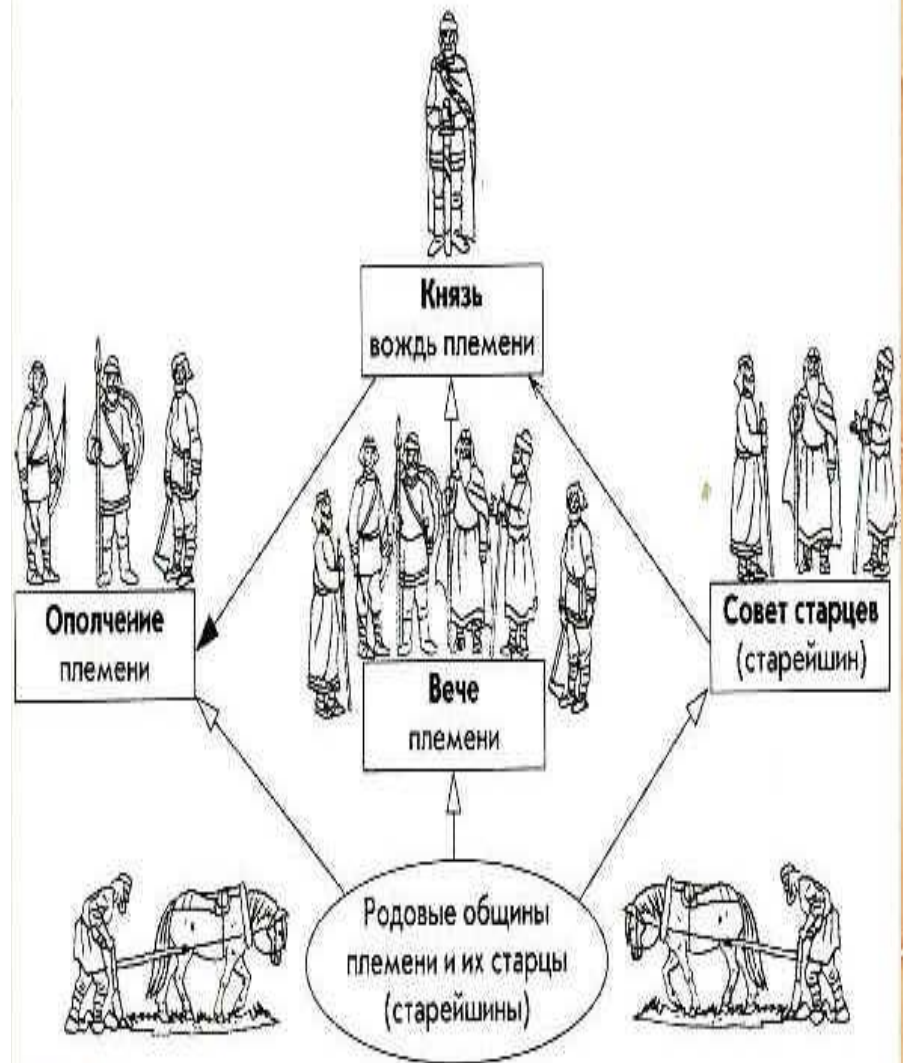 Князь
вождь племени
Ополчение
племени
Совет старцев
(старейшин)
Вече
племени
Родовые общины
племени и их старцы
(старейшины)